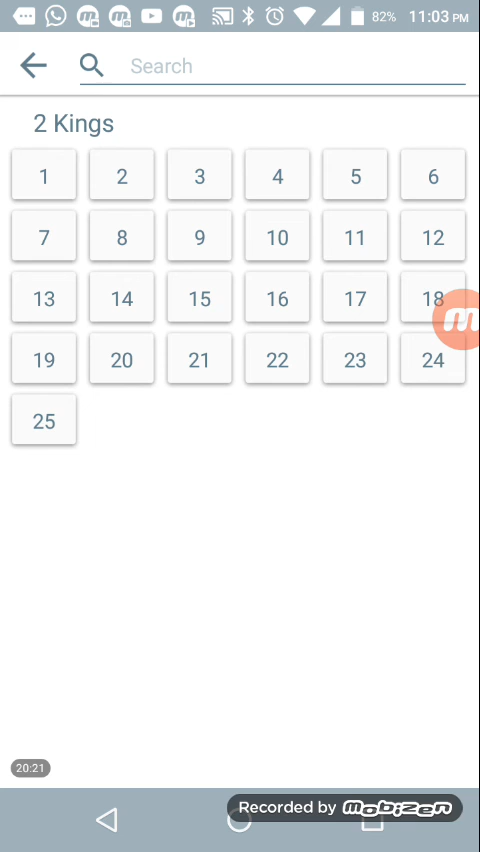 82% 11:03 PM
Search
2 Kings
1 2 3 4 5 6
7 8 9 10 11 12
13 14 15 16 17 18
19 20 21 22 23 24
25
20:21
Recorded by mobizen